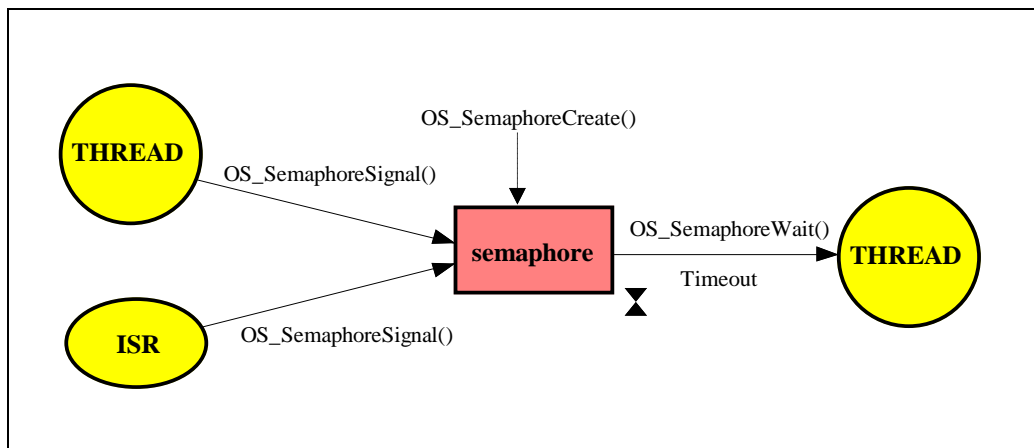 OS_SemaphoreCreate()
THREAD
OS_SemaphoreSignal()
OS_SemaphoreWait()
semaphore
THREAD
Timeout
ISR
OS_SemaphoreSignal()